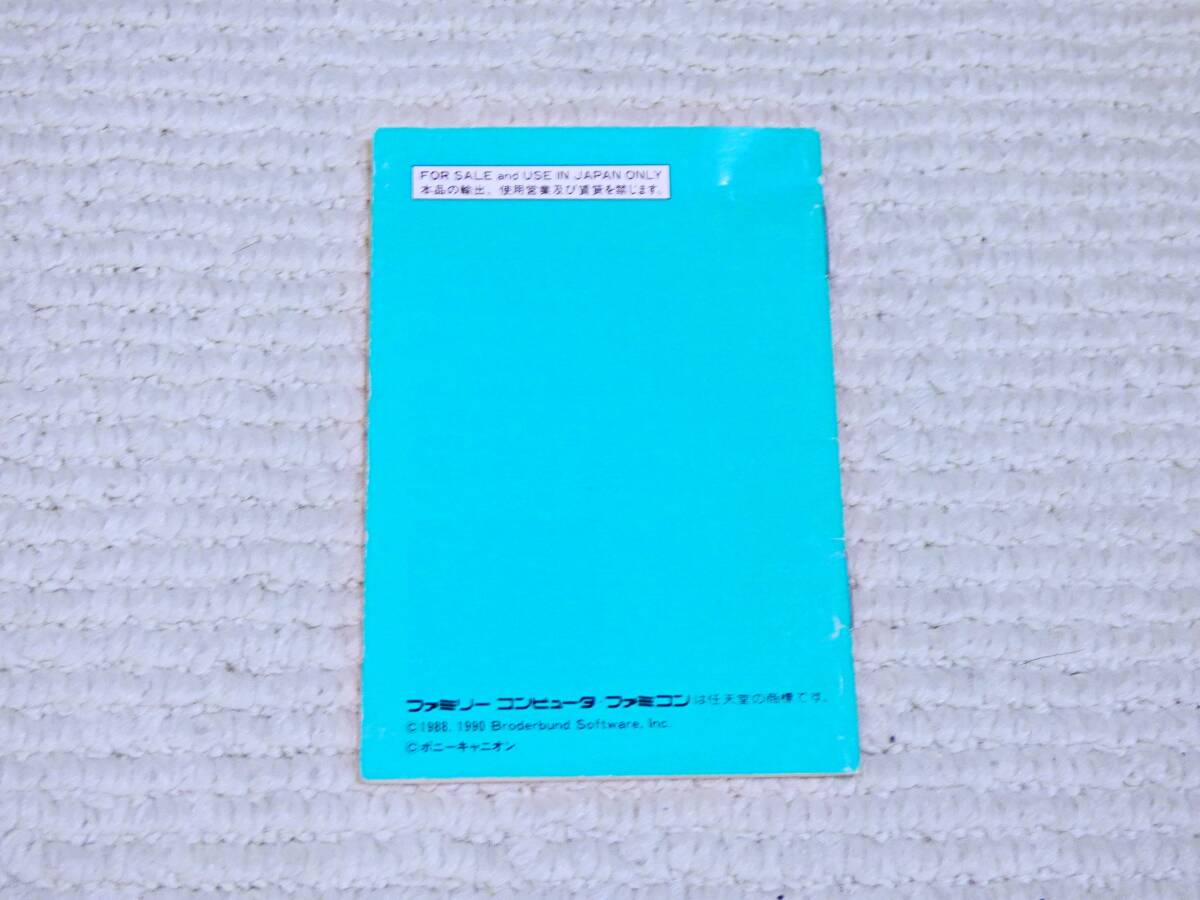 FOR SALE and USE IN JAPAN ONLY
本品の輸出、使用営業及び賃貸を禁じます。
ファミリー コンピュータ・ファミコンは任天堂の商標です。
©1988, 1990 Broderbund Software, Inc.
©ポニーキャニオン